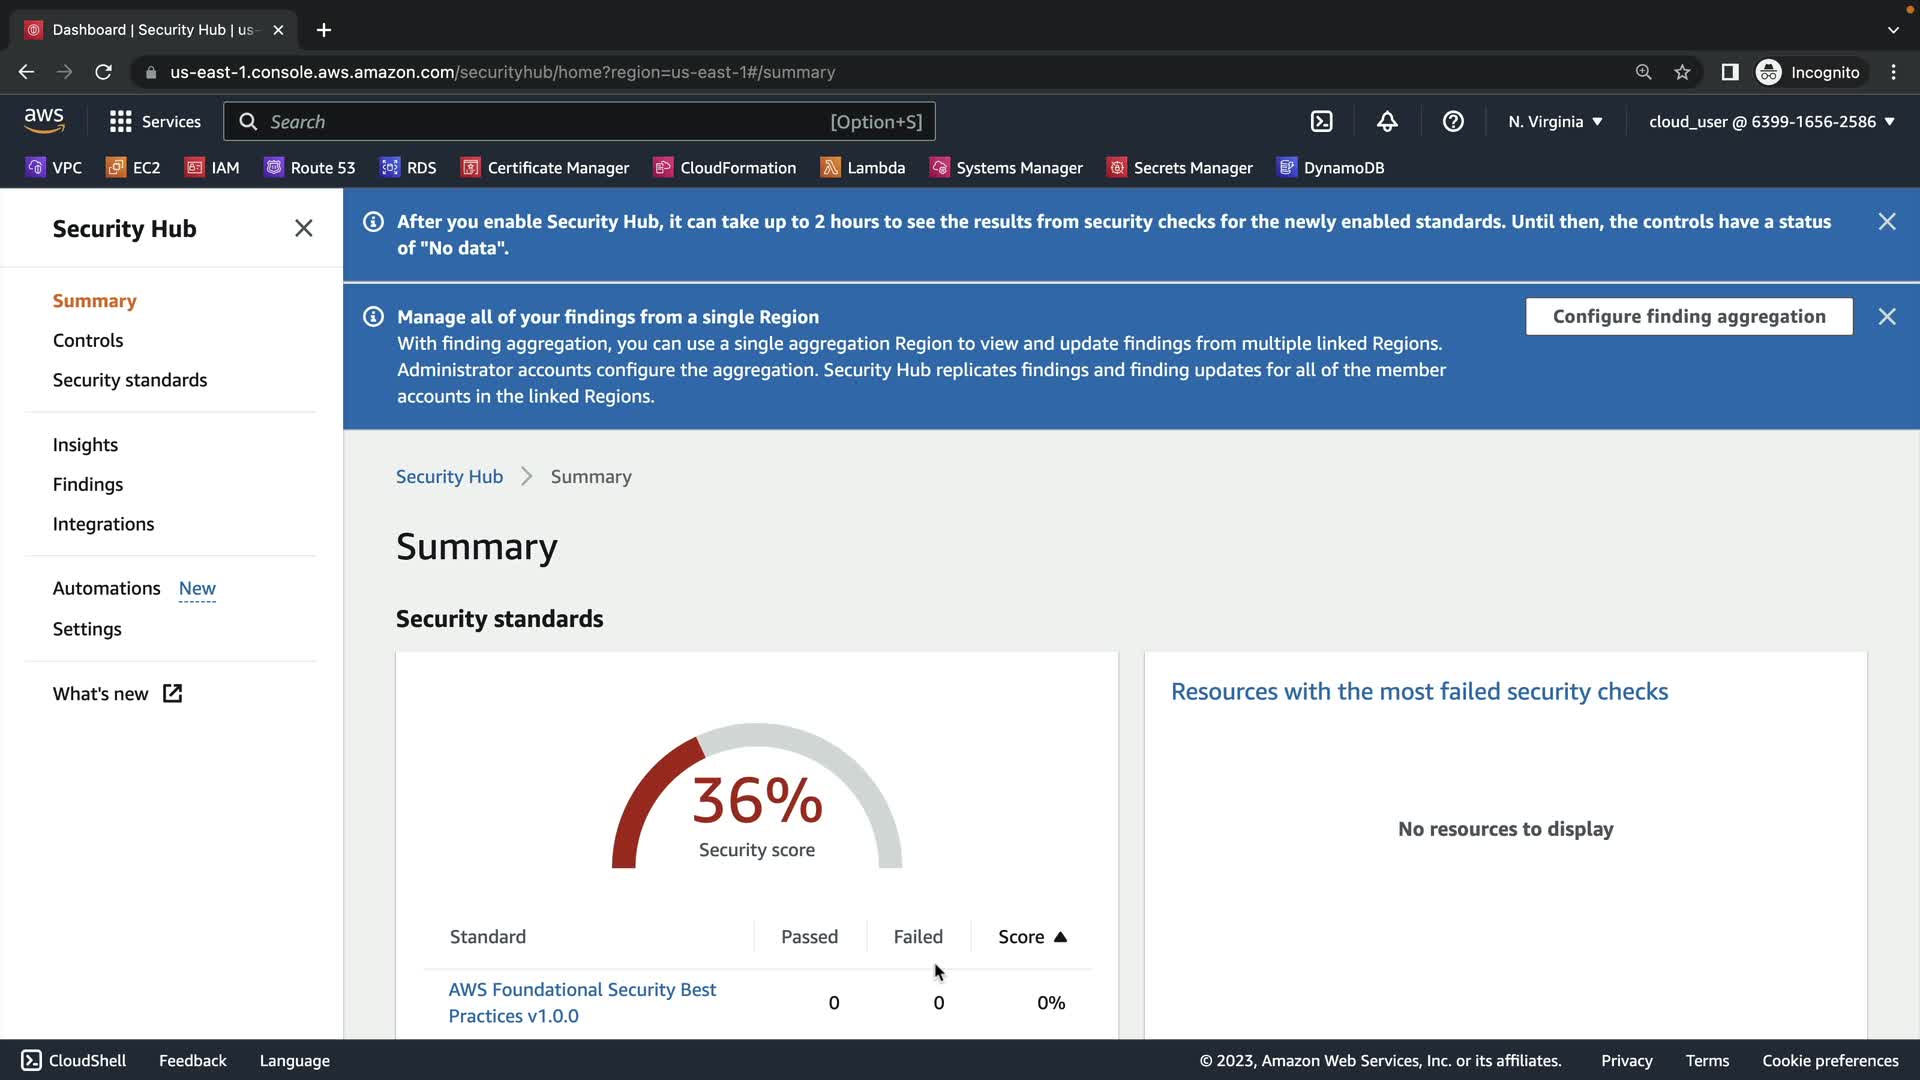 Dashboard | Security Hub | us-
us-east-1.console.aws.amazon.com/securityhub/home?region=us-east-1#/summary
Incognito
aws
Services
Search
[Option+S]
N. Virginia
cloud_user @ 6399-1656-2586
VPC
EC2
IAM
Route 53
RDS
Certificate Manager
CloudFormation
Lambda
Systems Manager
Secrets Manager
DynamoDB
Security Hub
Summary
Controls
Security standards
Insights
Findings
Integrations
Automations New
Settings
What's new
After you enable Security Hub, it can take up to 2 hours to see the results from security checks for the newly enabled standards. Until then, the controls have a status
of "No data".
Manage all of your findings from a single Region
With finding aggregation, you can use a single aggregation Region to view and update findings from multiple linked Regions.
Administrator accounts configure the aggregation. Security Hub replicates findings and finding updates for all of the member
accounts in the linked Regions.
Configure finding aggregation
Security Hub
Summary
Summary
Security standards
36%
Security score
Standard
Passed
Failed
Score
AWS Foundational Security Best
Practices v1.0.0
0
0
0%
Resources with the most failed security checks
No resources to display
CloudShell
Feedback
Language
© 2023, Amazon Web Services, Inc. or its affiliates.
Privacy
Terms
Cookie preferences